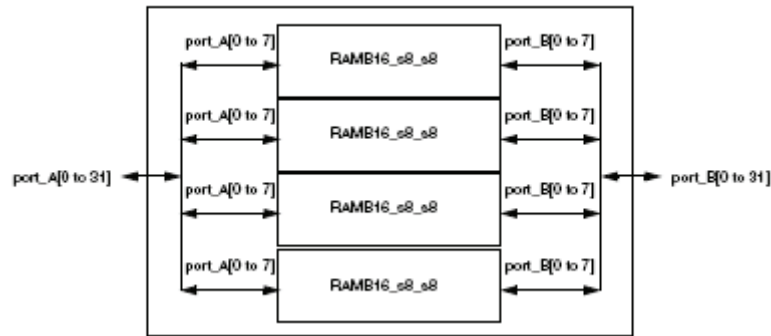 port_A[0 to 7] RAMB16_s8_s8 port_B[0 to 7]
port_A[0 to 7] RAMB16_s8_s8 port_B[0 to 7]
port_A[0 to 31] port_B[0 to 31]
port_A[0 to 7] RAMB16_s8_s8 port_B[0 to 7]
port_A[0 to 7] RAMB16_s8_s8 port_B[0 to 7]